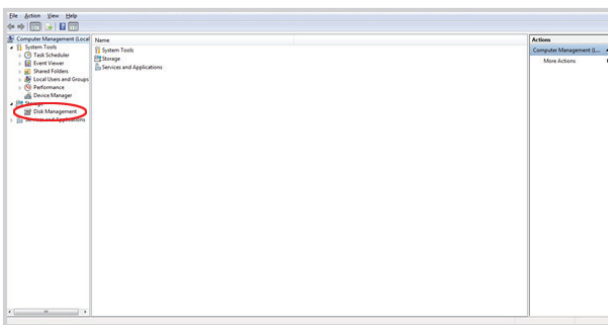 File Action View Help
Computer Management (Local
System Tools
Task Scheduler
Event Viewer
Shared Folders
Local Users and Groups
Performance
Device Manager
Storage
Disk Management
Services and Applications
Name
System Tools
Storage
Services and Applications
Actions
Computer Management (L...
More Actions